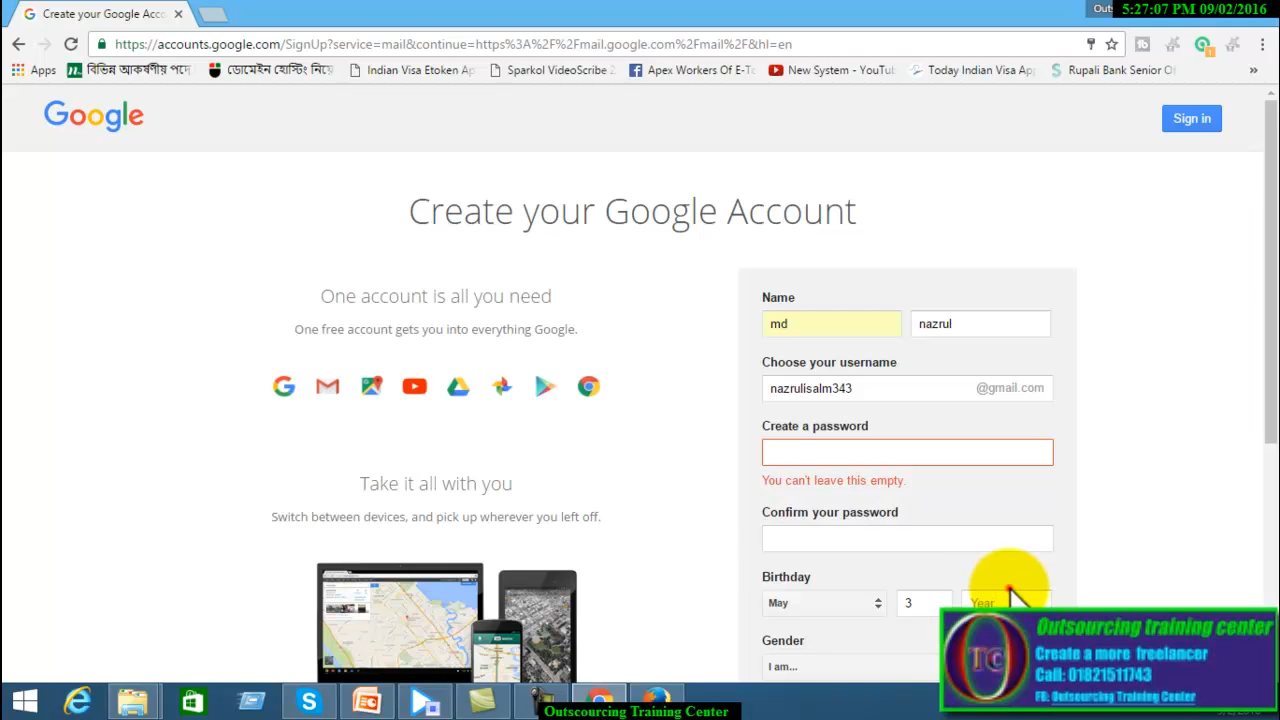 5:27:07 PM 09/02/2016
Create your Google Acco
https://accounts.google.com/SignUp?service=mail&continue=https%3A%2F%2Fmail.google.com%2Fmail%2F&hl=en
Apps বিভিন্ন আকর্ষণীয় পদে ডোমেইন হোস্টিং নিয়ে Indian Visa Etoken Ap Sparkol VideoScribe 2 Apex Workers Of E-T New System - YouTu Today Indian Visa Ap Rupali Bank Senior Of
Google
Sign in
Create your Google Account
One account is all you need
One free account gets you into everything Google.
Take it all with you
Switch between devices, and pick up wherever you left off.
Name
md nazrul
Choose your username
nazrulisalm343 @gmail.com
Create a password
You can't leave this empty.
Confirm your password
Birthday
May 3 Year
Gender
I am...
Outsourcing training center
Create a more freelancer
Call: 01821511743
FB: Outsourcing Training Center
OTC
Outsourcing Training Center